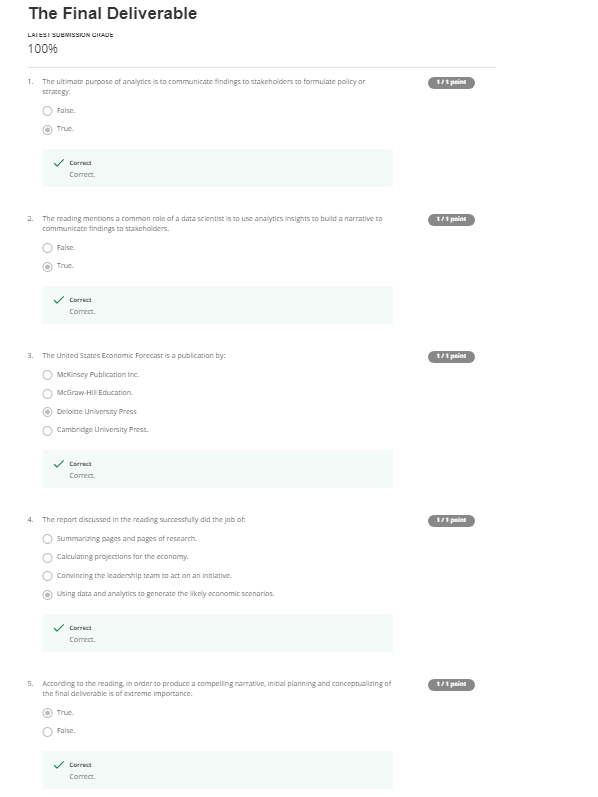 The Final Deliverable
LATEST SUBMISSION GRADE
100%
1. The ultimate purpose of analytics is to communicate findings to stakeholders to formulate policy or
strategy.
1 / 1 point
False.
True.
Correct
Correct.
2. The reading mentions a common role of a data scientist is to use analytics insights to build a narrative to
communicate findings to stakeholders.
1 / 1 point
False.
True.
Correct
Correct.
3. The United States Economic Forecast is a publication by:
1 / 1 point
McKinsey Publication Inc.
McGraw-Hill Education.
Deloitte University Press
Cambridge University Press.
Correct
Correct.
4. The report discussed in the reading successfully did the job of:
1 / 1 point
Summarizing pages and pages of research.
Calculating projections for the economy.
Convincing the leadership team to act on an initiative.
Using data and analytics to generate the likely economic scenarios.
Correct
Correct.
5. According to the reading, in order to produce a compelling narrative, initial planning and conceptualizing of
the final deliverable is of extreme importance.
1 / 1 point
True.
False.
Correct
Correct.